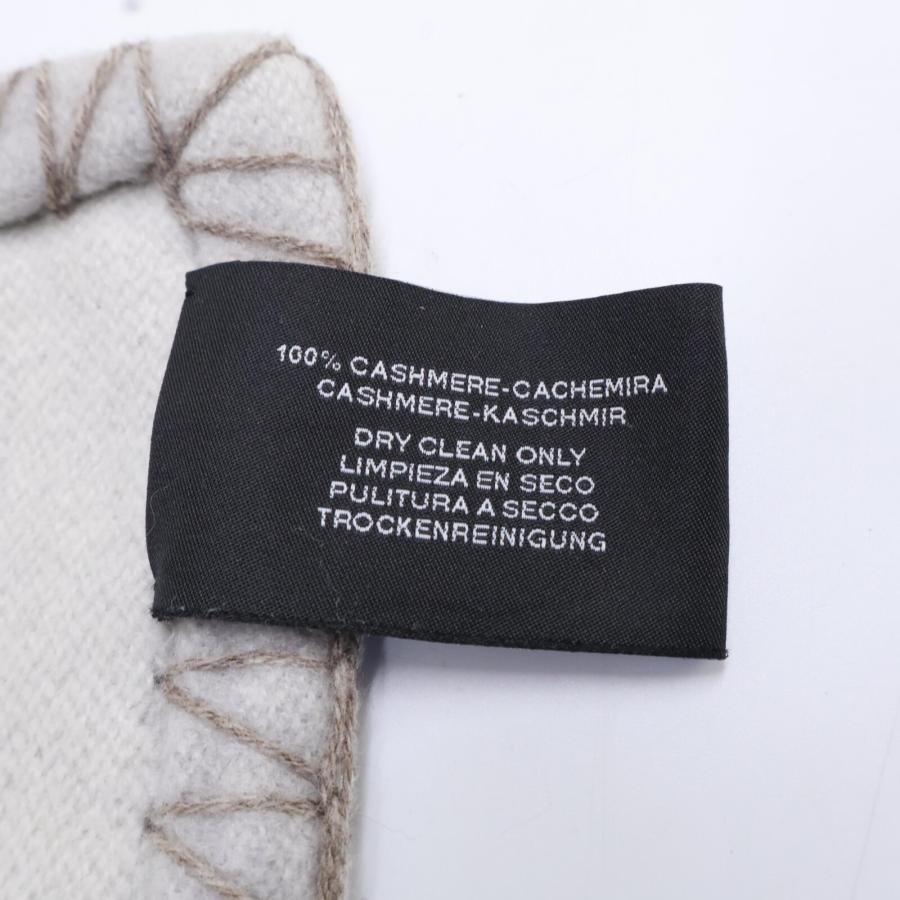 100% CASHMERE-CACHEMIRA
CASHMERE-KASCHMIR
DRY CLEAN ONLY
LIMPIEZA EN SECO
PULITURA A SECCO
TROCKENREINIGUNG